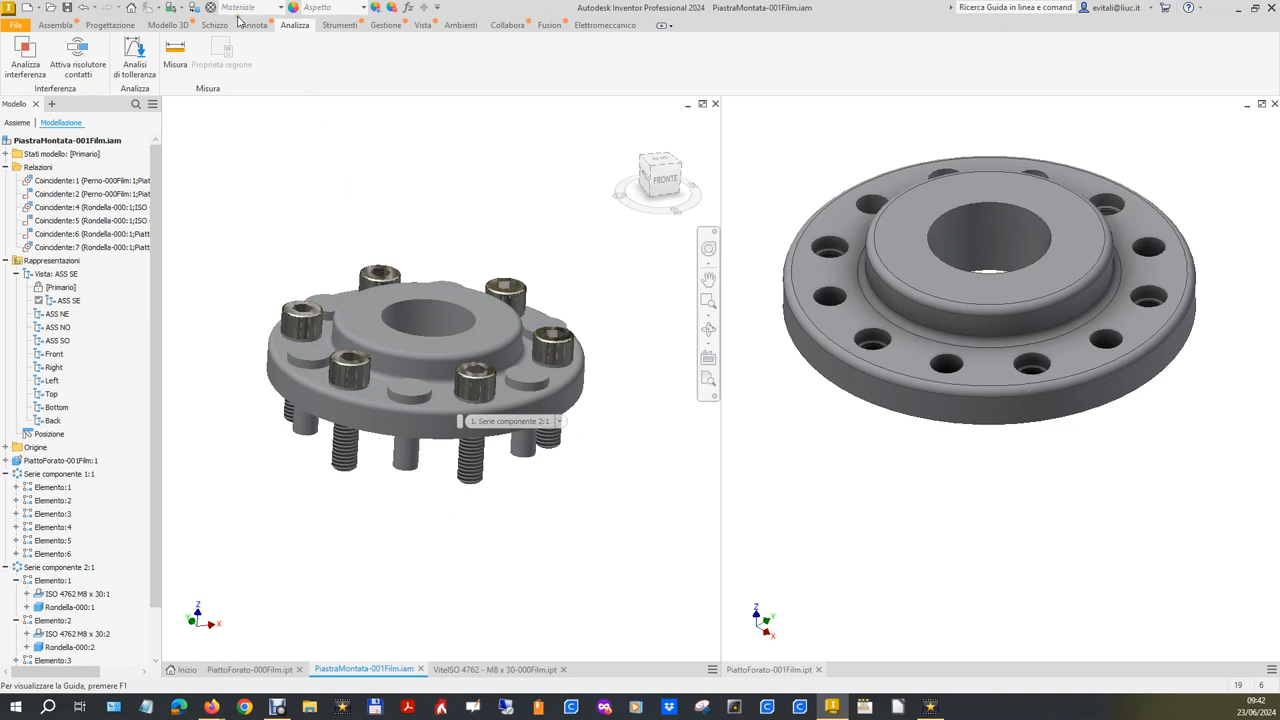 Materiale
Aspetto
Autodesk Inventor Professional 2024
PiastraMontata-001Film.iam
Ricerca Guida in linea e comand
evitali@liuc.it
File
Assembla
Progettazione
Modello 3D
Schizzo
Annota
Analizza
Strumenti
Gestione
Vista
Ambienti
Collabora
Fusion
Elettromeccanico
Analizza interferenza
Attiva risolutore contatti
Analisi di tolleranza
Misura
Proprietà regione
Interferenza
Analizza
Misura
Modello
Assieme
Modellazione
PiastraMontata-001Film.iam
Stati modello: [Primario]
Relazioni
Coincidente:1 (Perno-000Film:1;Piat
Coincidente:2 (Perno-000Film:1;Piat
Coincidente:4 (Rondella-000:1;ISO
Coincidente:5 (Rondella-000:1;ISO
Coincidente:6 (Rondella-000:1;Piatt
Coincidente:7 (Rondella-000:1;Piatt
Rappresentazioni
Vista: ASS SE
[Primario]
ASS SE
ASS NE
ASS NO
ASS SO
Front
Right
Left
Top
Bottom
Back
Posizione
Origine
PiattoForato-001Film:1
Serie componente 1:1
Elemento:1
Elemento:2
Elemento:3
Elemento:4
Elemento:5
Elemento:6
Serie componente 2:1
Elemento:1
ISO 4762 M8 x 30:1
Rondella-000:1
Elemento:2
ISO 4762 M8 x 30:2
Rondella-000:2
Elemento:3
FRONTE
1. Serie componente 2:1
Z
Y
X
Z
Y
X
Inizio
PiattoForato-000Film.ipt
PiastraMontata-001Film.iam
ViteISO 4762 - M8 x 30-000Film.ipt
PiattoForato-001Film.ipt
Per visualizzare la Guida, premere F1
19
6
09:42
23/06/2024